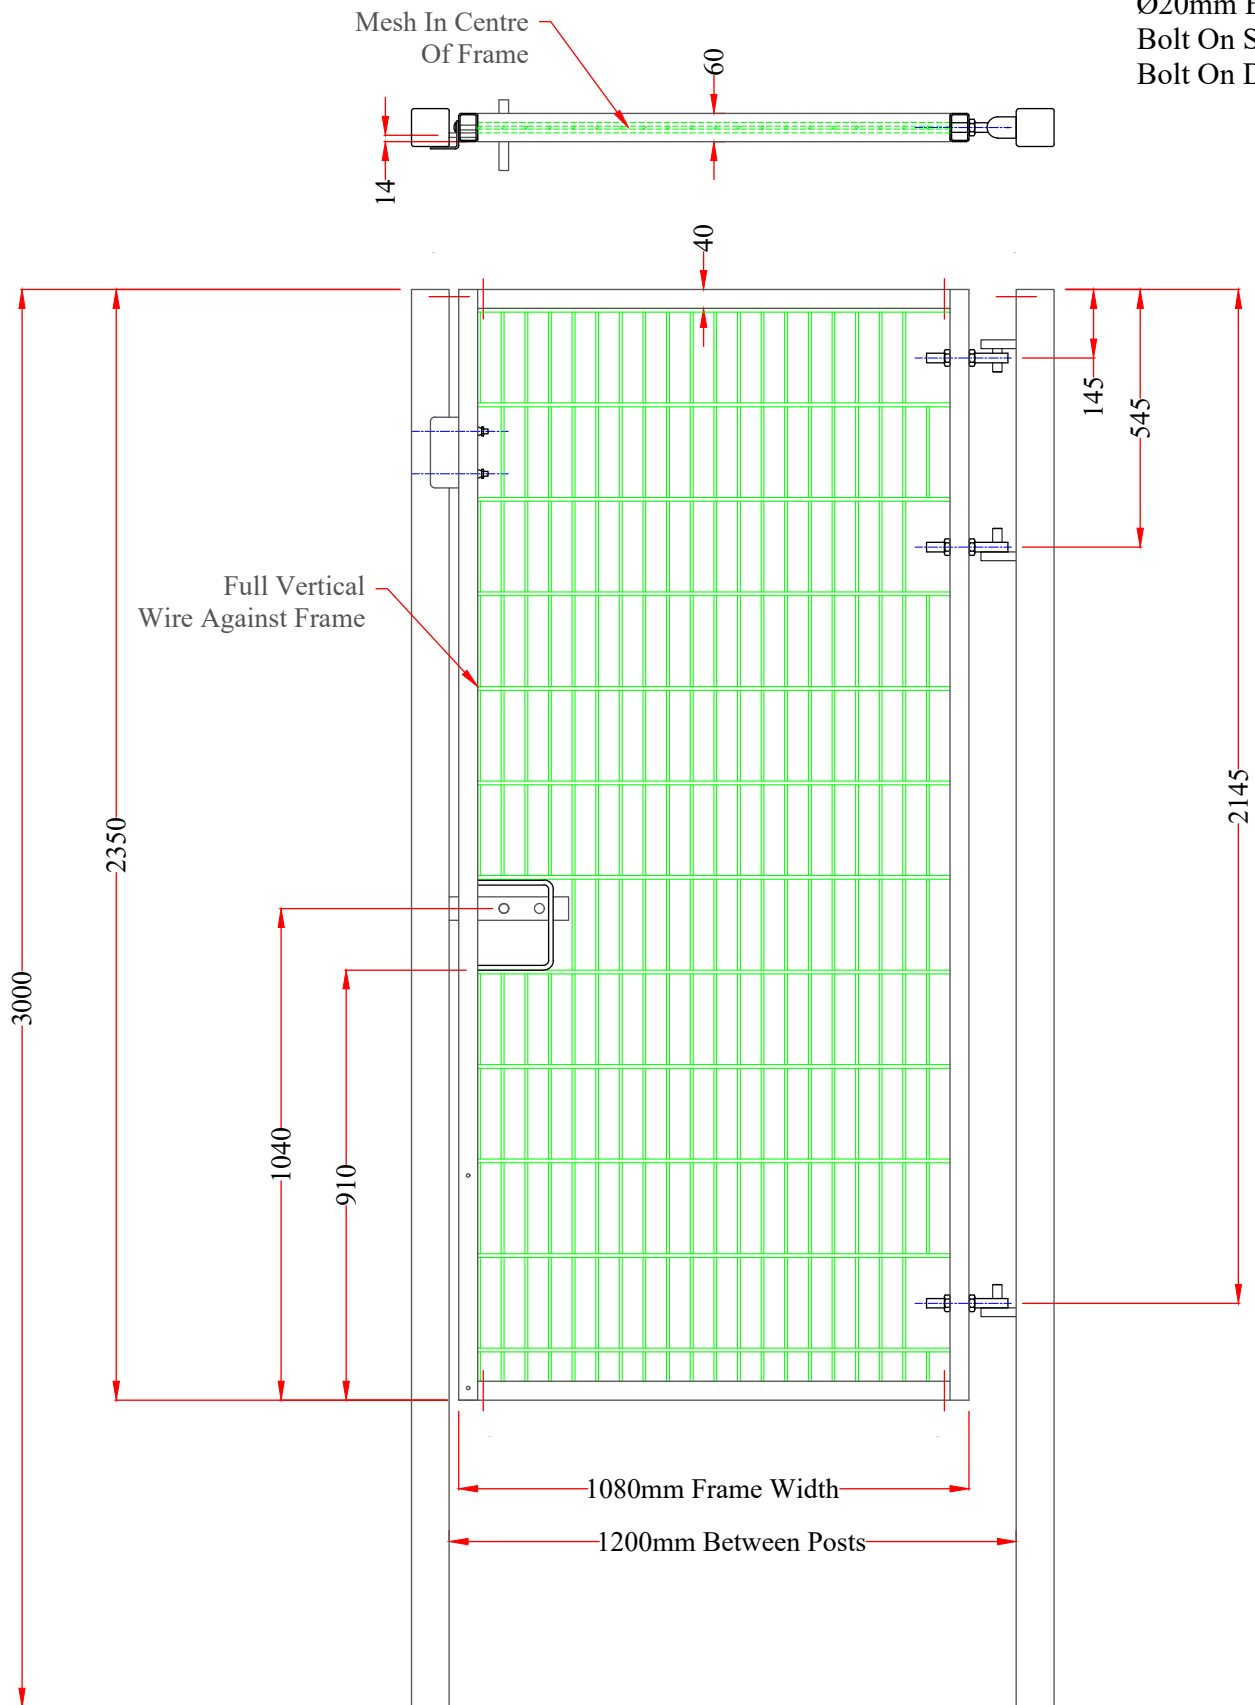 Ø20mm
Bolt On
Bolt On
Mesh In Centre
Of Frame
60
14
40
145
545
Full Vertical
Wire Against Frame
2145
2350
3000
1040
910
1080mm Frame Width
1200mm Between Posts